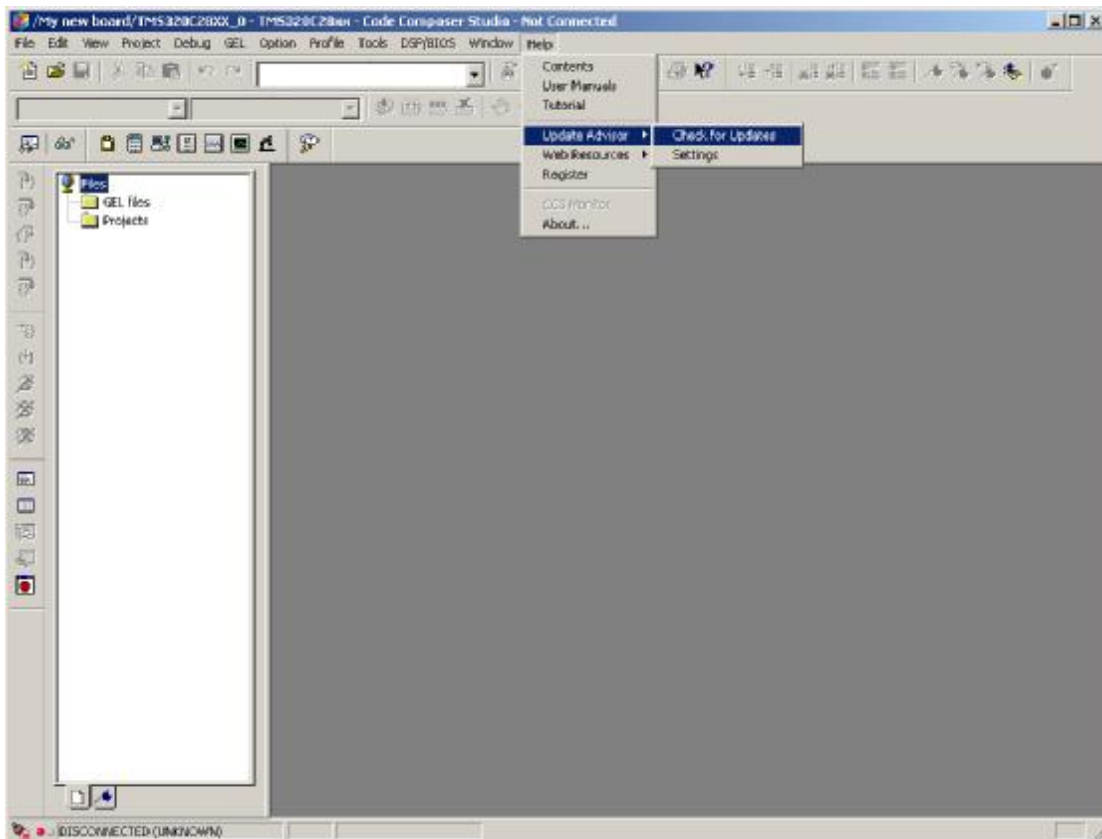 /My new board/TMS320C28XX_0 - TMS320C28xx - Code Composer Studio - Not Connected
File Edit View Project Debug GEL Option Profile Tools DSP/BIOS Window Help
Contents
User Manuals
Tutorial
Update Advisor
Check for Updates
Web Resources
Settings
Register
CCS Monitor
About...
Files
GEL files
Projects
DISCONNECTED (UNKNOWN)